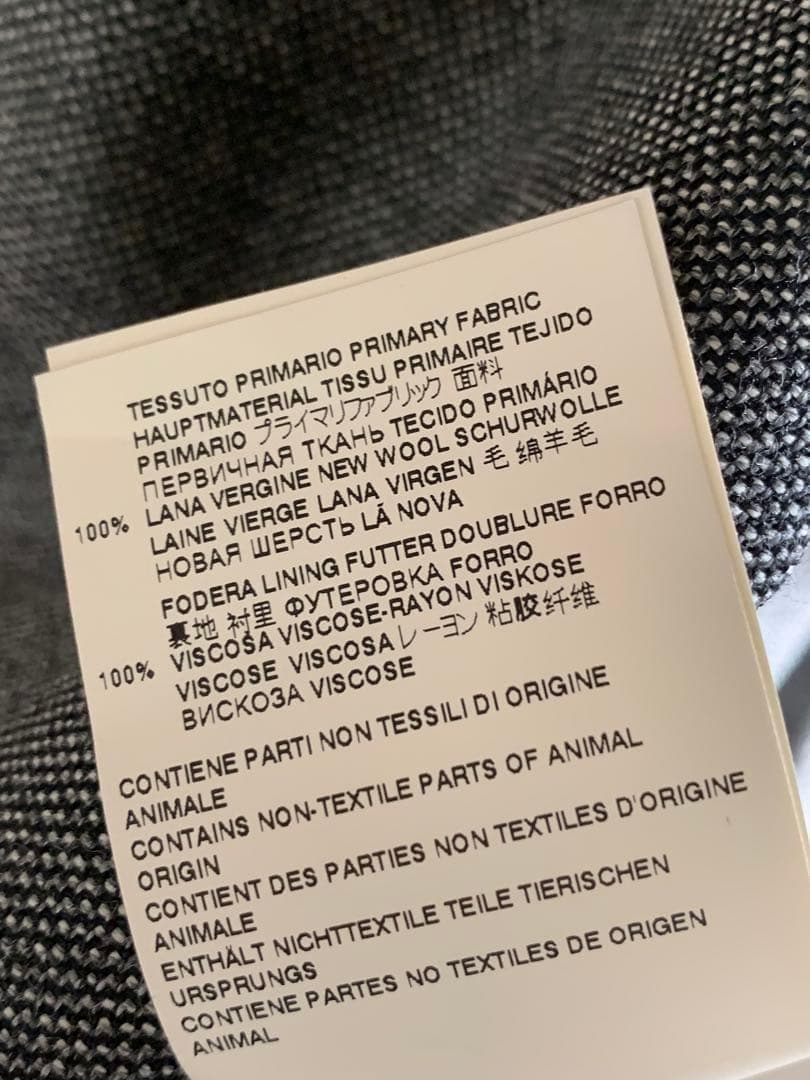 TESSUTO PRIMARIO PRIMARY FABRIC
HAUPTMATERIAL TISSU PRIMAIRE TEJIDO
PRIMARIO プライマリファブリック 面料
ПЕРВИЧНАЯ ТКАНЬ TECIDO PRIMÁRIO
100% LANA VERGINE NEW WOOL SCHURWOLLE
LAINE VIERGE LANA VIRGEN 毛 绵羊毛
НОВАЯ ШЕРСТЬ LÃ NOVA
FODERA LINING FUTTER DOUBLURE FORRO
裏地 衬里 ФУТЕРОВКА FORRO
100% VISCOSA VISCOSE-RAYON VISKOSE
VISCOSE VISCOSA レーヨン 粘胶纤维
ВИСКОЗА VISCOSE
CONTIENE PARTI NON TESSILI DI ORIGINE
ANIMALE
CONTAINS NON-TEXTILE PARTS OF ANIMAL
ORIGIN
CONTIENT DES PARTIES NON TEXTILES D'ORIGINE
ANIMALE
ENTHÄLT NICHTTEXTILE TEILE TIERISCHEN
URSPRUNGS
CONTIENE PARTES NO TEXTILES DE ORIGEN
ANIMAL